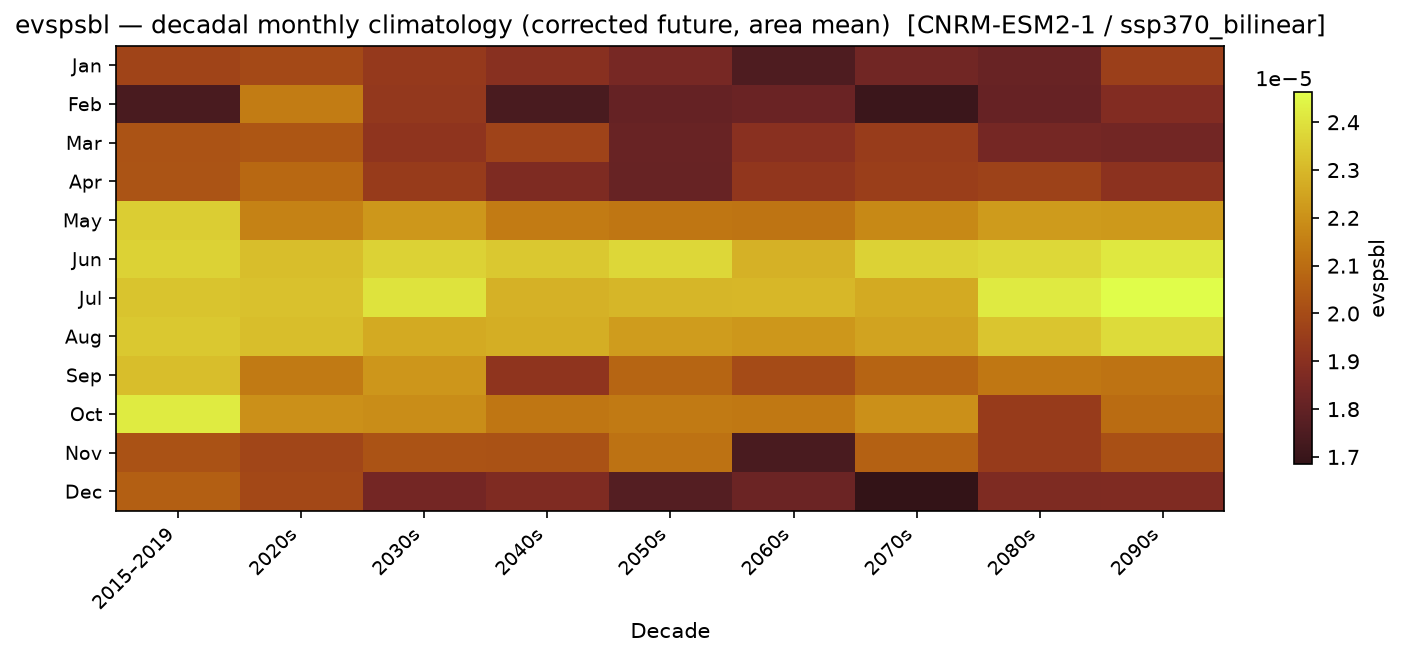 evspsbl — decadal monthly climatology (corrected future, area mean)  [CNRM-ESM2-1 / ssp370_bilinear]
Jan
Feb
Mar
Apr
May
Jun
Jul
Aug
Sep
Oct
Nov
Dec
2015–2019
2020s
2030s
2040s
2050s
2060s
2070s
2080s
2090s
Decade
1e−5
2.4
2.3
2.2
2.1
2.0
1.9
1.8
1.7
evspsbl